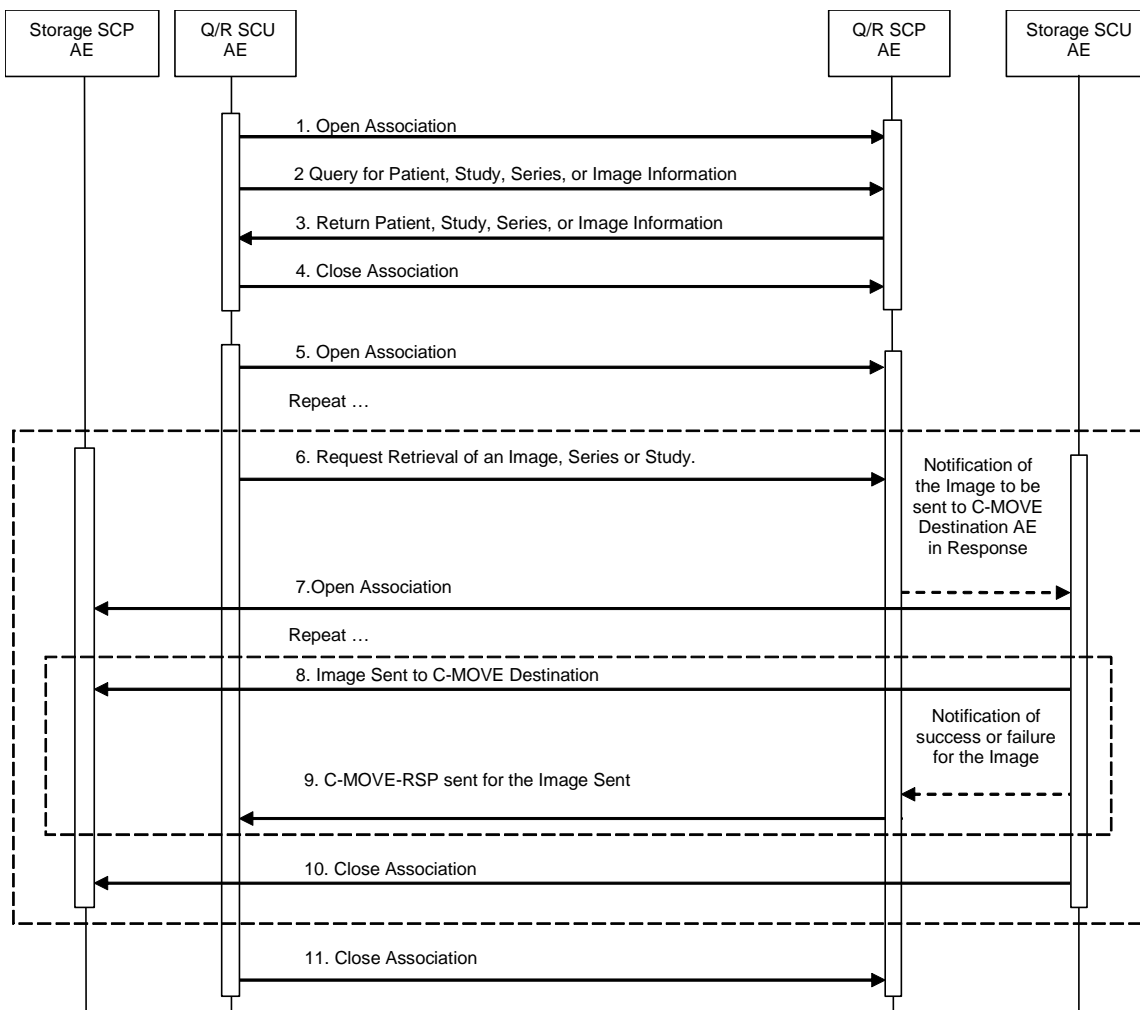 Storage SCP
AE
Q/R SCU
AE
Q/R SCP
AE
Storage SCU
AE
1. Open Association
2 Query for Patient, Study, Series, or Image Information
3. Return Patient, Study, Series, or Image Information
4. Close Association
5. Open Association
Repeat …
6. Request Retrieval of an Image, Series or Study.
Notification of
the Image to be
sent to C-MOVE
Destination AE
in Response
7.Open Association
Repeat …
8. Image Sent to C-MOVE Destination
Notification of
success or failure
for the Image
9. C-MOVE-RSP sent for the Image Sent
10. Close Association
11. Close Association